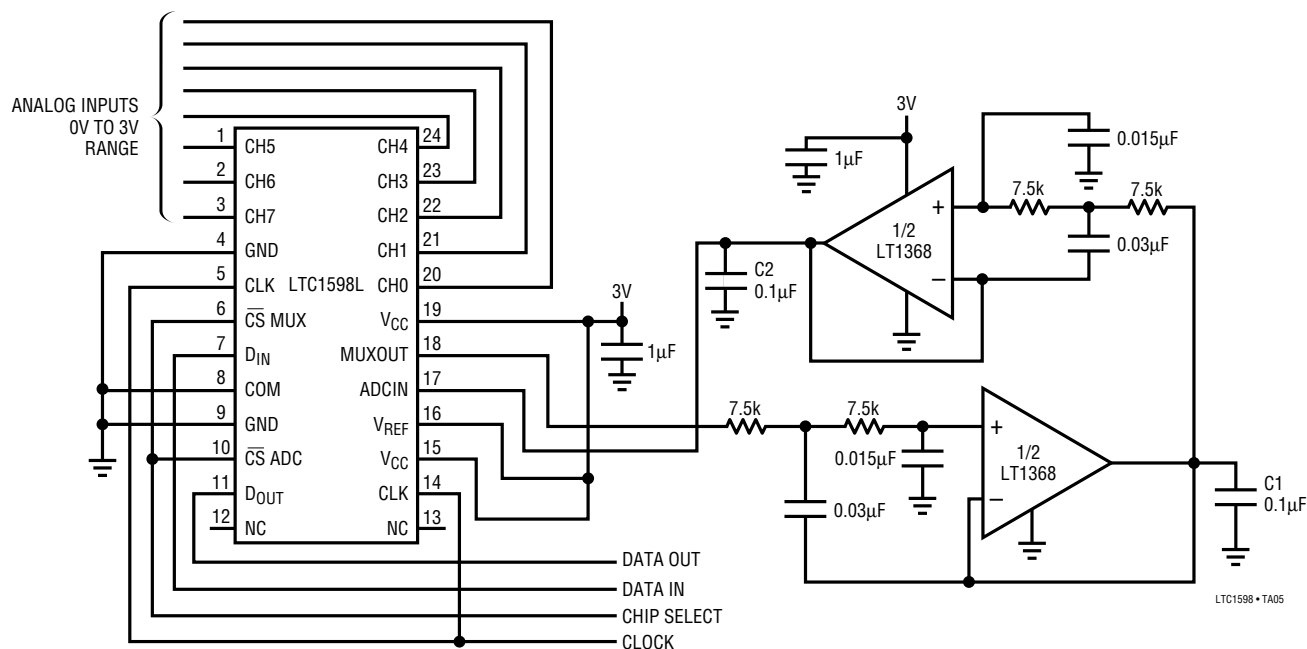 ANALOG INPUTS
0V TO 3V
RANGE
1 CH5
2 CH6
3 CH7
4 GND
5 CLK
6 CS MUX
7 DIN
8 COM
9 GND
10 CS ADC
11 DOUT
12 NC
LTC1598L
CH4 24
CH3 23
CH2 22
CH1 21
CH0 20
VCC 19
MUXOUT 18
ADCIN 17
VREF 16
VCC 15
CLK 14
NC 13
3V
1µF
C2
0.1µF
3V
1µF
+
1/2
LT1368
–
0.015µF
7.5k
7.5k
0.03µF
7.5k
7.5k
0.015µF
0.03µF
+
1/2
LT1368
–
C1
0.1µF
DATA OUT
DATA IN
CHIP SELECT
CLOCK
LTC1598 • TA05